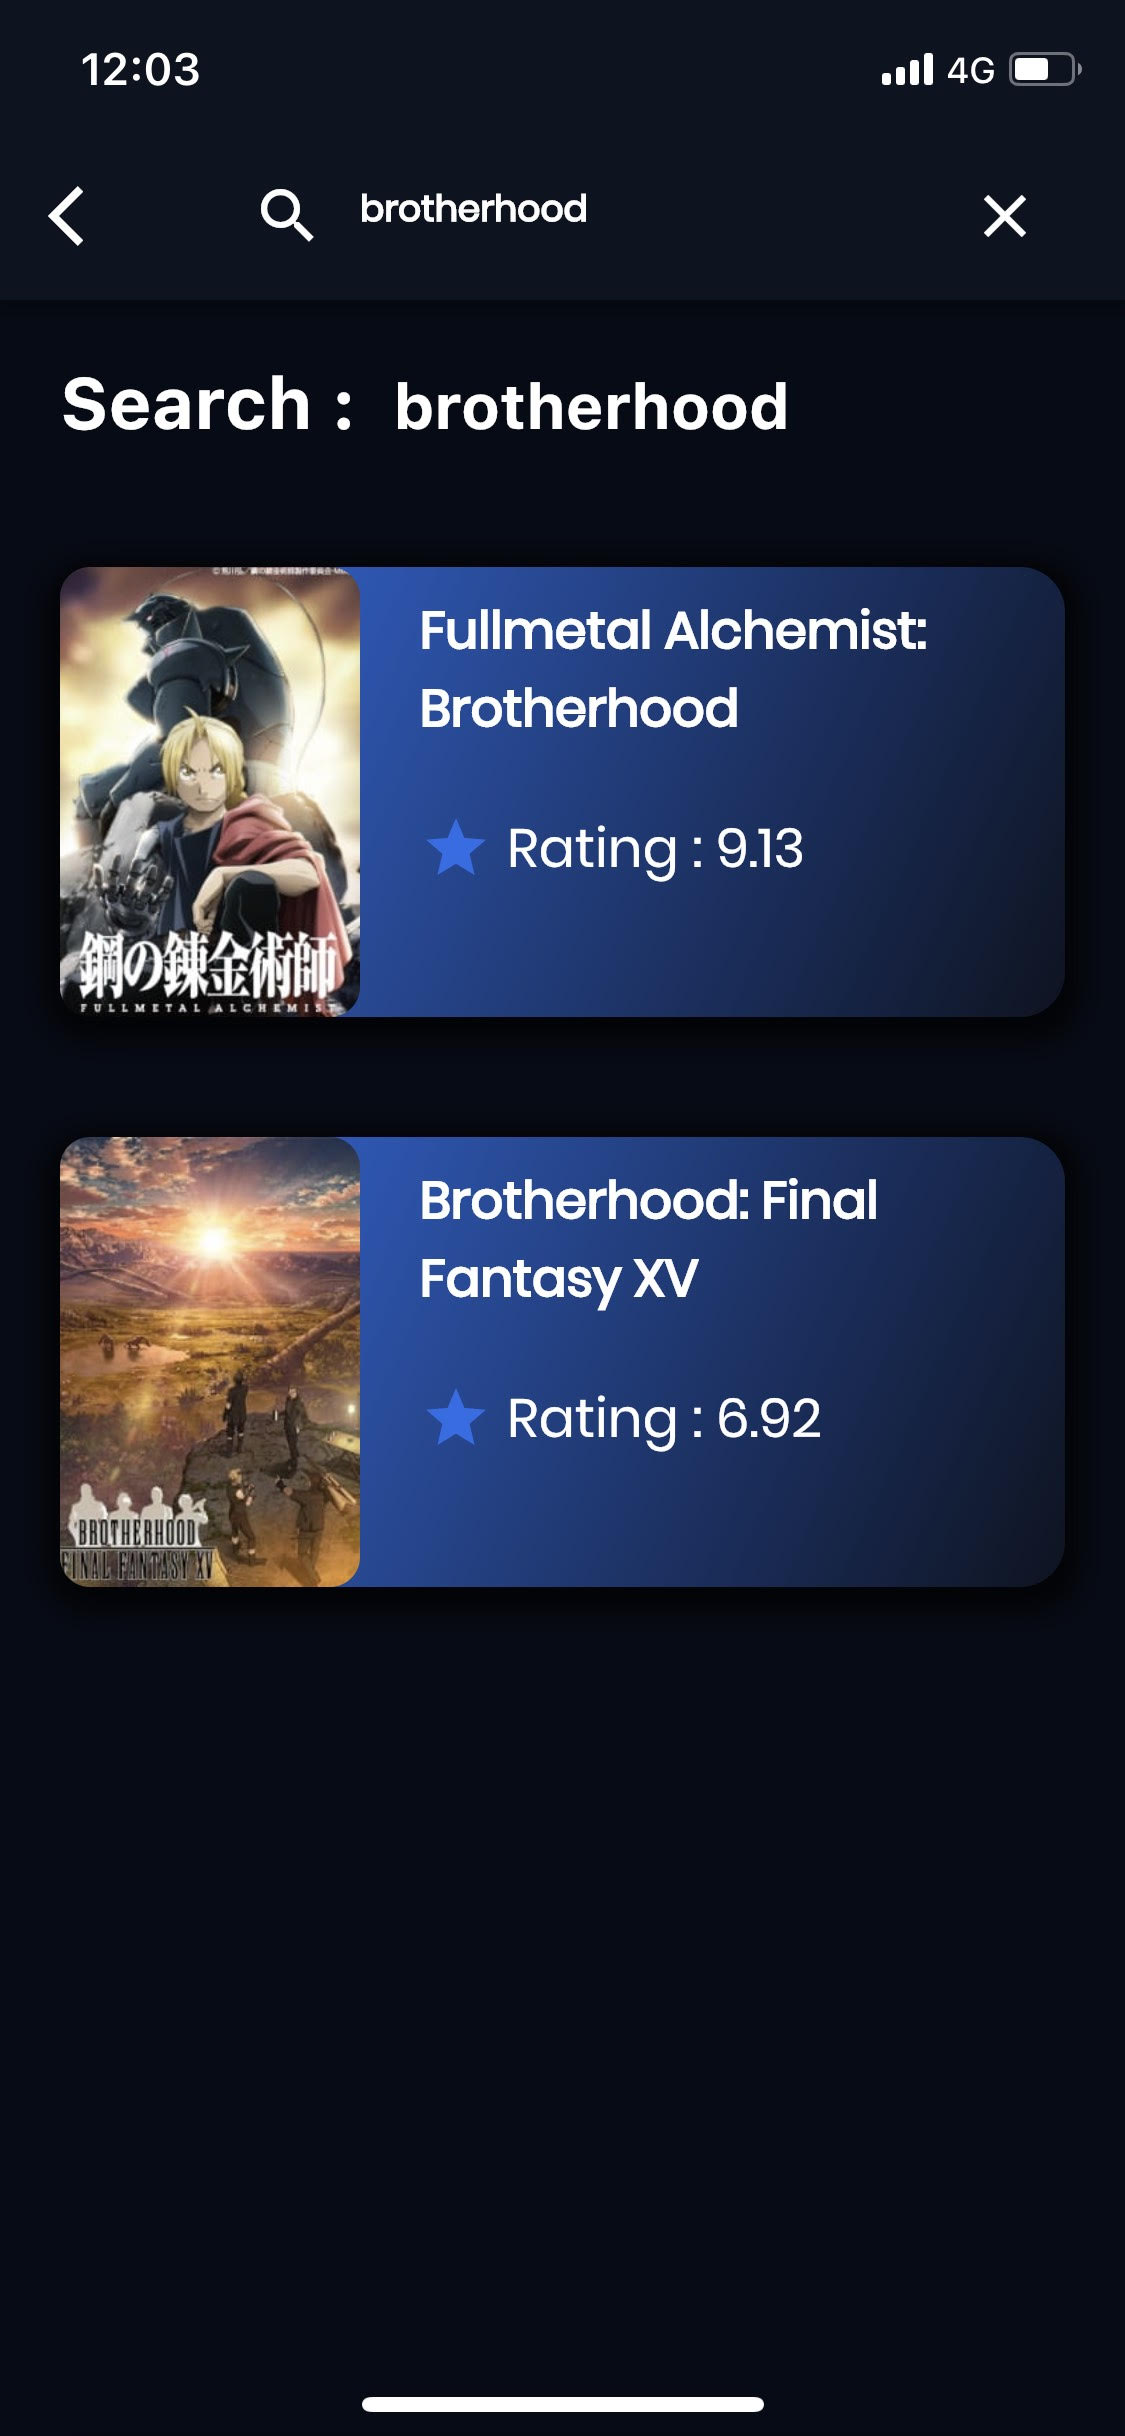 12:03
4G
brotherhood
Search : brotherhood
Fullmetal Alchemist:
Brotherhood
Rating : 9.13
鋼の錬金術師
FULLMETAL ALCHEMIST
Brotherhood: Final
Fantasy XV
Rating : 6.92
BROTHERHOOD
FINAL FANTASY XV